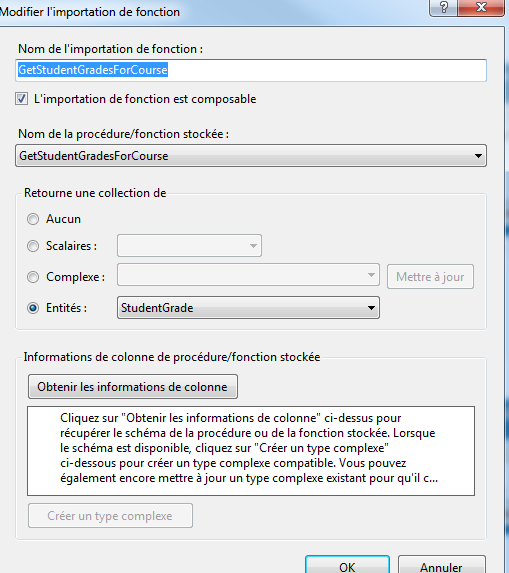 Modifier l'importation de fonction
?
Nom de l'importation de fonction :
GetStudentGradesForCourse
L'importation de fonction est composable
Nom de la procédure/fonction stockée :
GetStudentGradesForCourse
Retourne une collection de
Aucun
Scalaires :
Complexe :
Mettre à jour
Entités :
StudentGrade
Informations de colonne de procédure/fonction stockée
Obtenir les informations de colonne
Cliquez sur "Obtenir les informations de colonne" ci-dessus pour
récupérer le schéma de la procédure ou de la fonction stockée. Lorsque
le schéma est disponible, cliquez sur "Créer un type complexe"
ci-dessous pour créer un type complexe compatible. Vous pouvez
également encore mettre à jour un type complexe existant pour qu'il c...
Créer un type complexe
OK
Annuler